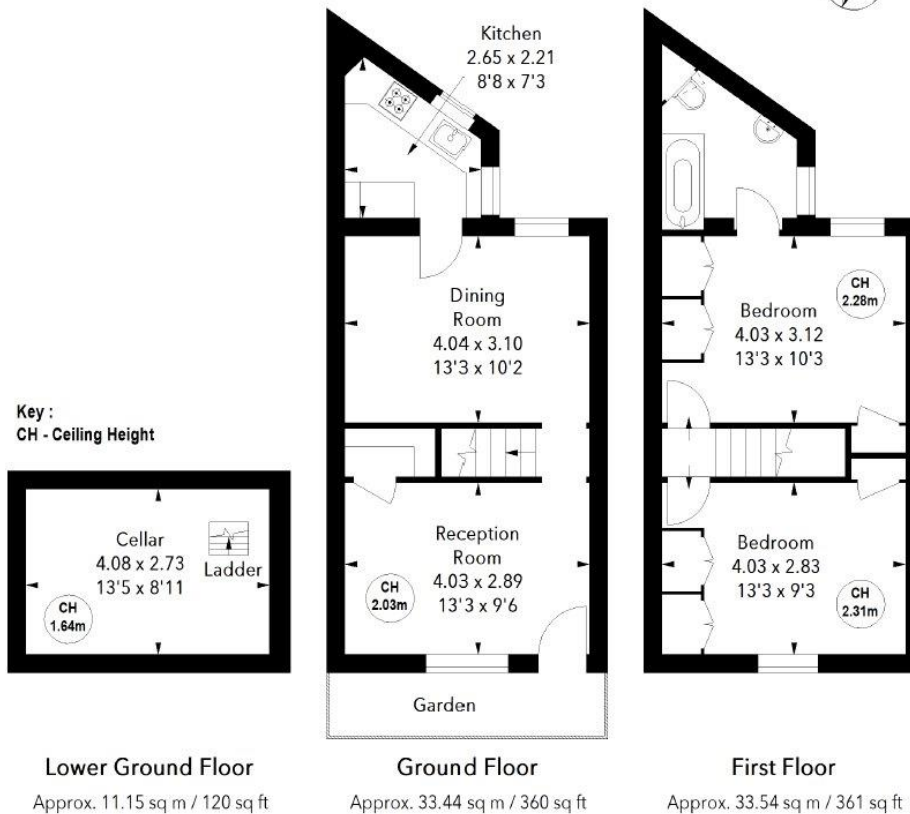 Kitchen
2.65 x 2.21
8'8 x 7'3
Dining
Room
4.04 x 3.10
13'3 x 10'2
CH
2.28m
Bedroom
4.03 x 3.12
13'3 x 10'3
Key :
CH - Ceiling Height
Cellar
4.08 x 2.73
13'5 x 8'11
Ladder
CH
1.64m
Reception
Room
4.03 x 2.89
13'3 x 9'6
CH
2.03m
Bedroom
4.03 x 2.83
13'3 x 9'3
CH
2.31m
Garden
Lower Ground Floor
Approx. 11.15 sq m / 120 sq ft
Ground Floor
Approx. 33.44 sq m / 360 sq ft
First Floor
Approx. 33.54 sq m / 361 sq ft